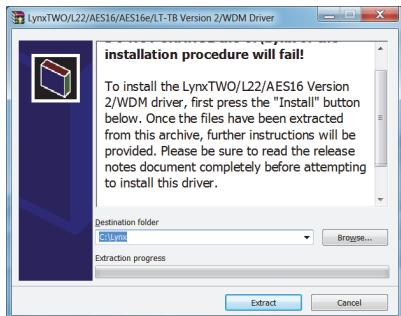 LynxTWO/L22/AES16/AES16e/LT-TB Version 2/WDM Driver
installation procedure will fail!
To install the LynxTWO/L22/AES16 Version
2/WDM driver, first press the "Install" button
below. Once the files have been extracted
from this archive, further instructions will be
provided. Please be sure to read the release
notes document completely before attempting
to install this driver.
Destination folder
C:\Lynx
Browse...
Extraction progress
Extract
Cancel